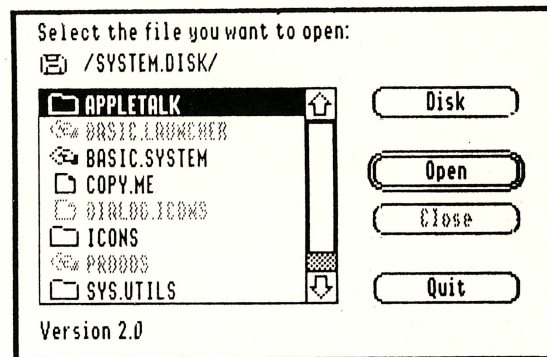 Select the file you want to open:
/SYSTEM.DISK/
APPLETALK
BASIC.LAUNCHER
BASIC.SYSTEM
COPY.ME
DIALOG.ICONS
ICONS
PRODOS
SYS.UTILS
Disk
Open
Close
Quit
Version 2.0